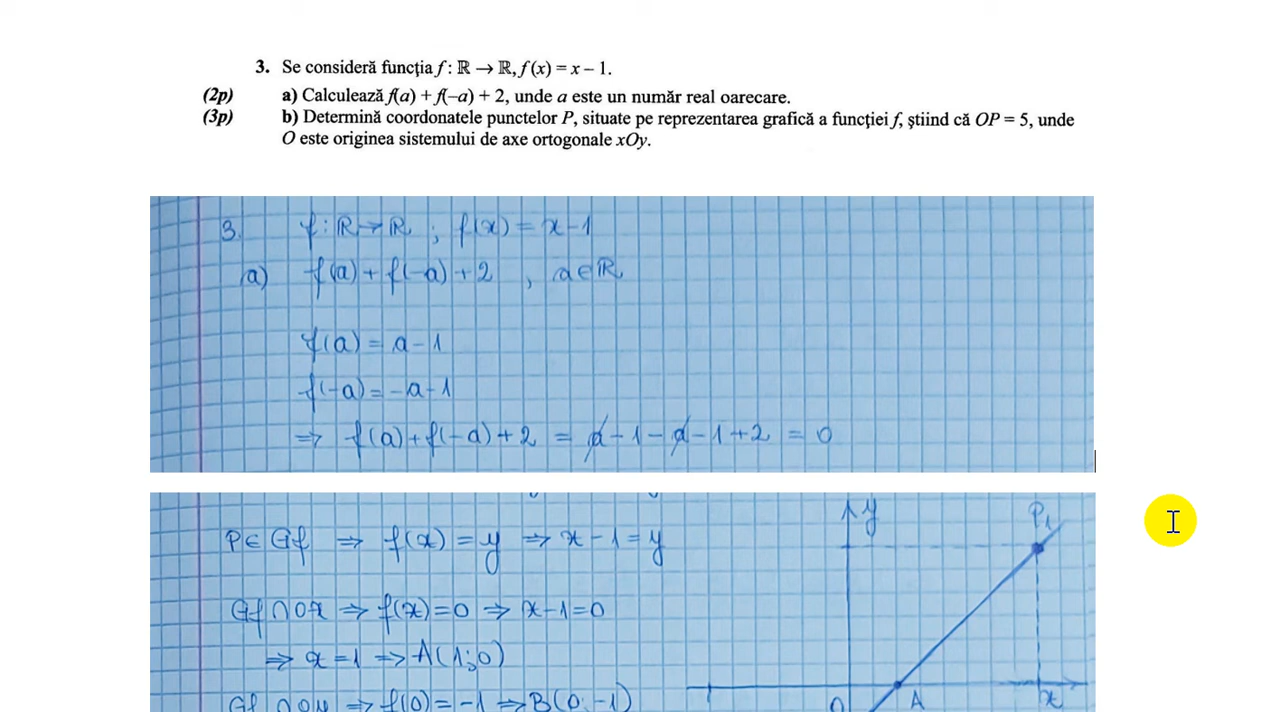 3. Se consideră funcția f : ℝ → ℝ, f(x) = x – 1.
(2p) a) Calculează f(a) + f(–a) + 2, unde a este un număr real oarecare.
(3p) b) Determină coordonatele punctelor P, situate pe reprezentarea grafică a funcției f, știind că OP = 5, unde
O este originea sistemului de axe ortogonale xOy.
3. f : ℝ → ℝ ; f(x) = x-1
a) f(a) + f(-a) + 2 , a∈ℝ
f(a) = a-1
f(-a) = -a-1
⇒ f(a)+f(-a)+2 = a-1-a-1+2 = 0
P∈Gf ⇒ f(x)=y ⇒ x-1=y
Gf∩ox ⇒ f(x)=0 ⇒ x-1=0
⇒ x=1 ⇒ A(1;0)
Gf∩oy ⇒ f(0)=-1 ⇒ B(0;-1)
y
P1
O
A
x